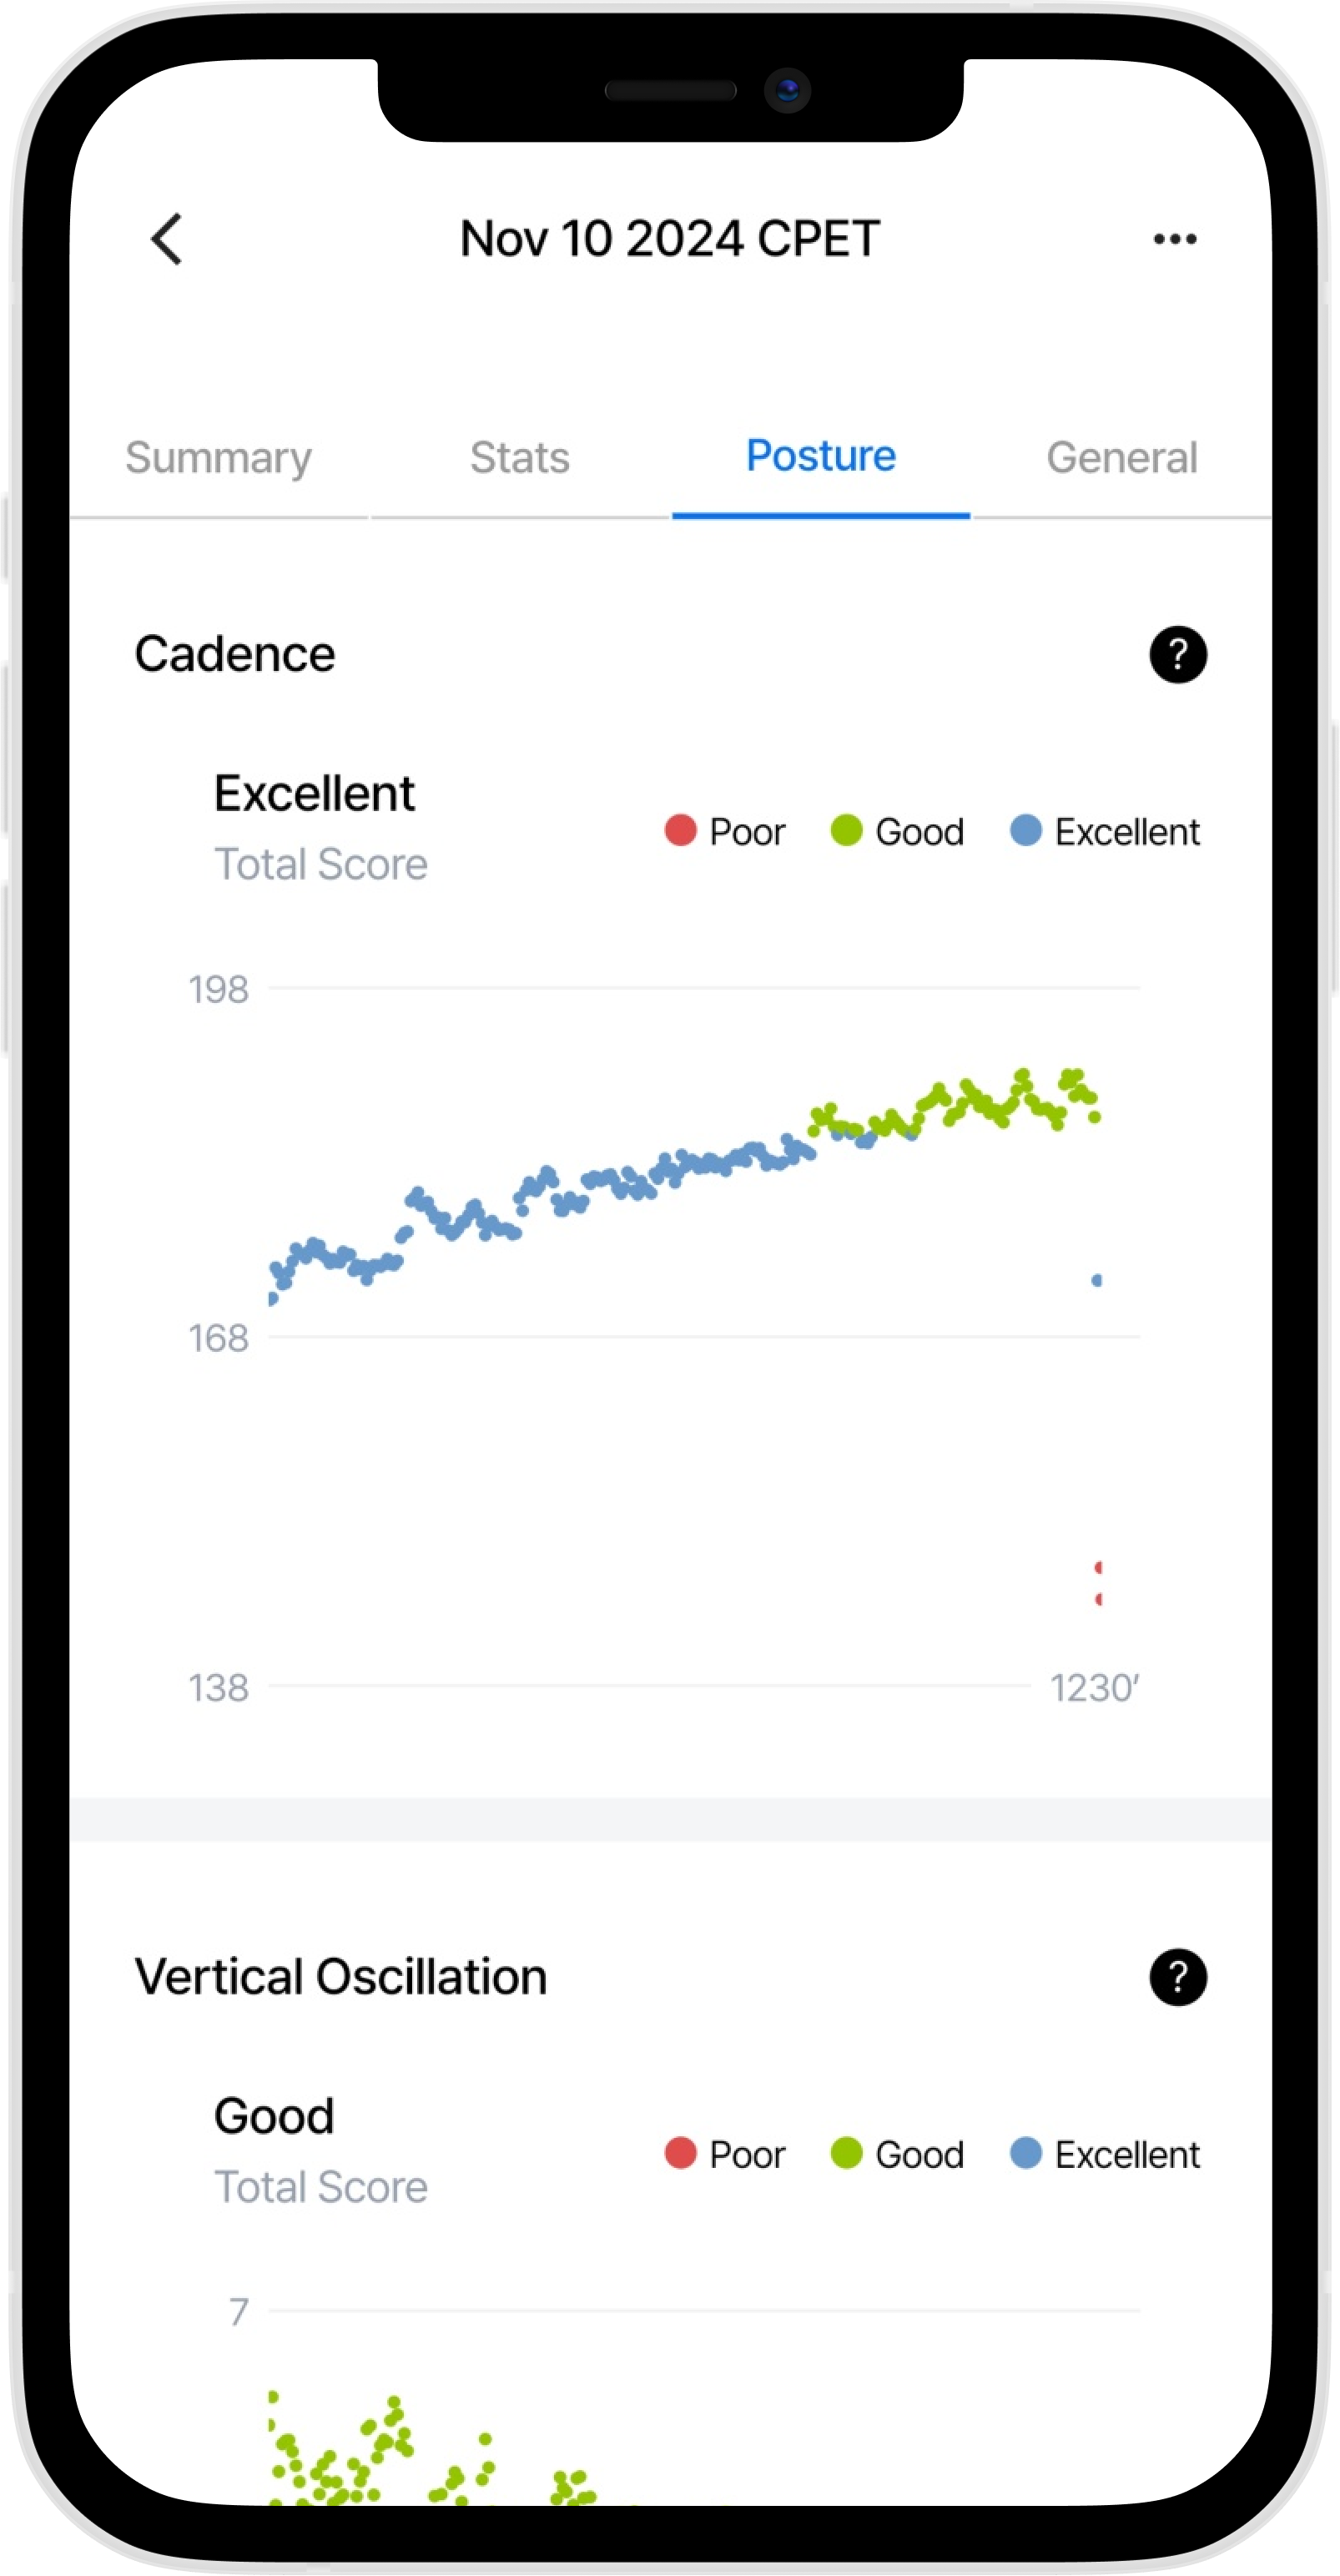 Nov 10 2024 CPET
Summary Stats Posture General
Cadence ?
Excellent
Total Score
Poor Good Excellent
198
168
138 1230′
Vertical Oscillation ?
Good
Total Score
Poor Good Excellent
7